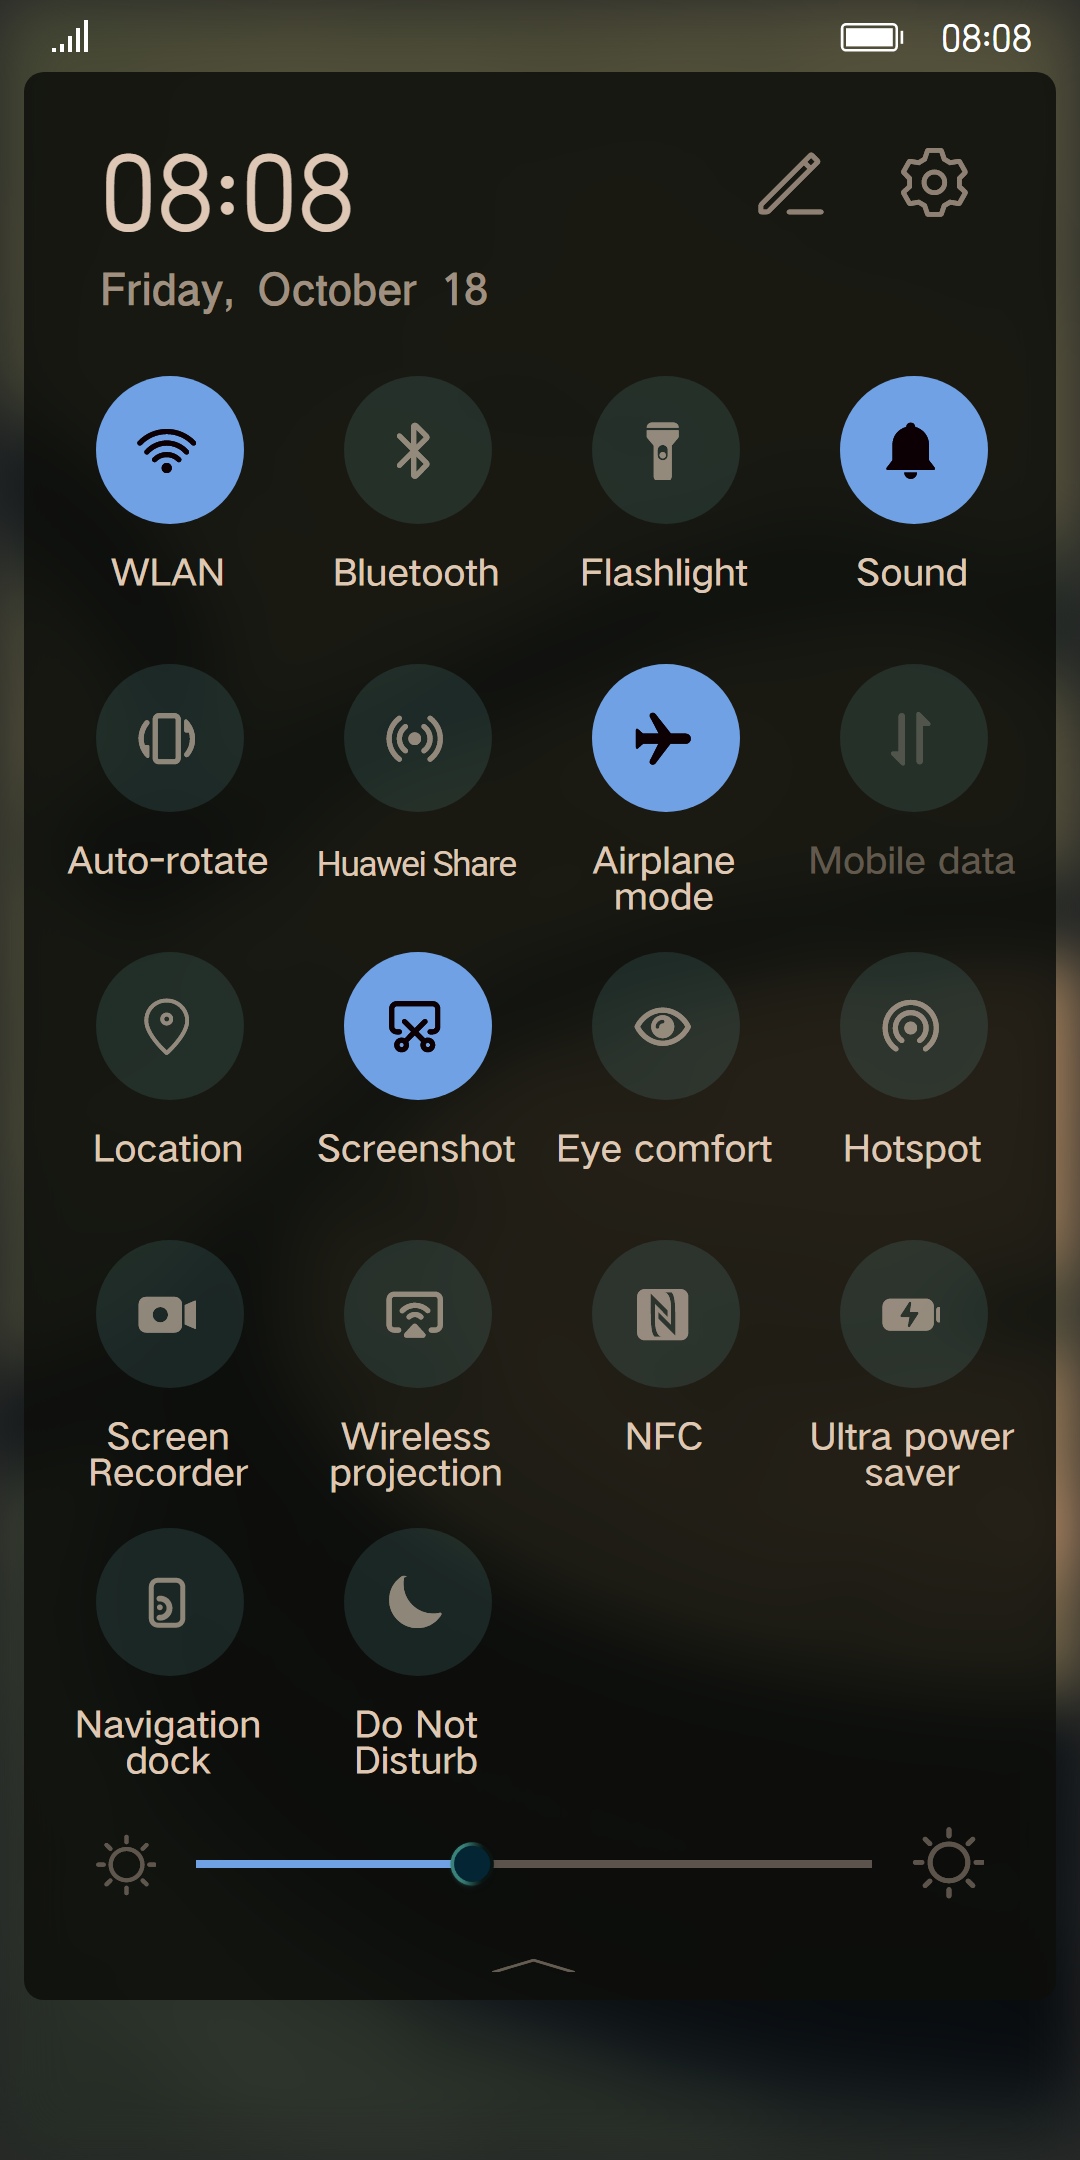 08:08
08:08
Friday, October 18
WLAN
Bluetooth
Flashlight
Sound
Auto-rotate
Huawei Share
Airplane
mode
Mobile data
Location
Screenshot
Eye comfort
Hotspot
Screen
Recorder
Wireless
projection
NFC
Ultra power
saver
Navigation
dock
Do Not
Disturb